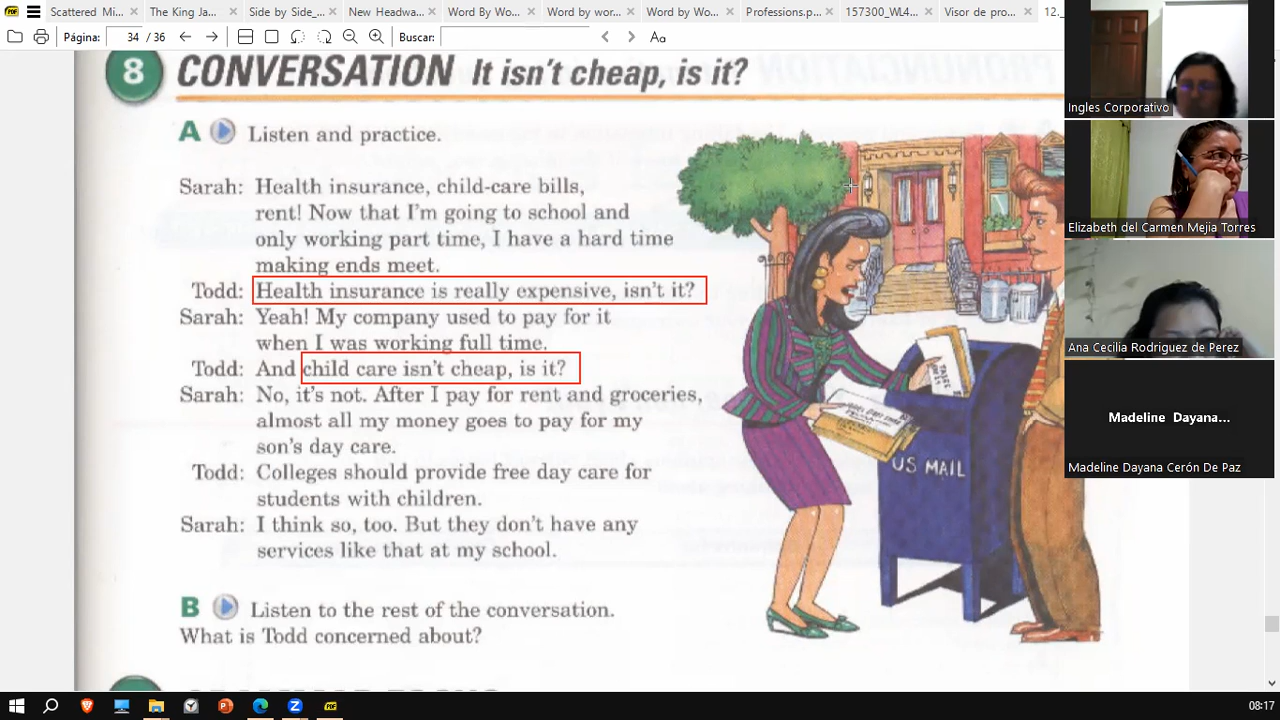 Scattered Mi...
The King Ja...
Side by Side_...
New Headwa...
Word By Wo...
Word by wor...
Word by Wo...
Professions.p...
157300_WL4...
Visor de pro...
12._
Página: 34 / 36
Buscar:
Aa
8 CONVERSATION It isn't cheap, is it?
A Listen and practice.
Sarah: Health insurance, child-care bills,
rent! Now that I'm going to school and
only working part time, I have a hard time
making ends meet.
Todd: Health insurance is really expensive, isn't it?
Sarah: Yeah! My company used to pay for it
when I was working full time.
Todd: And child care isn't cheap, is it?
Sarah: No, it's not. After I pay for rent and groceries,
almost all my money goes to pay for my
son's day care.
Todd: Colleges should provide free day care for
students with children.
Sarah: I think so, too. But they don't have any
services like that at my school.
B Listen to the rest of the conversation.
What is Todd concerned about?
US MAIL
Ingles Corporativo
Elizabeth del Carmen Mejia Torres
Ana Cecilia Rodriguez de Perez
Madeline Dayana...
Madeline Dayana Cerón De Paz
08:17